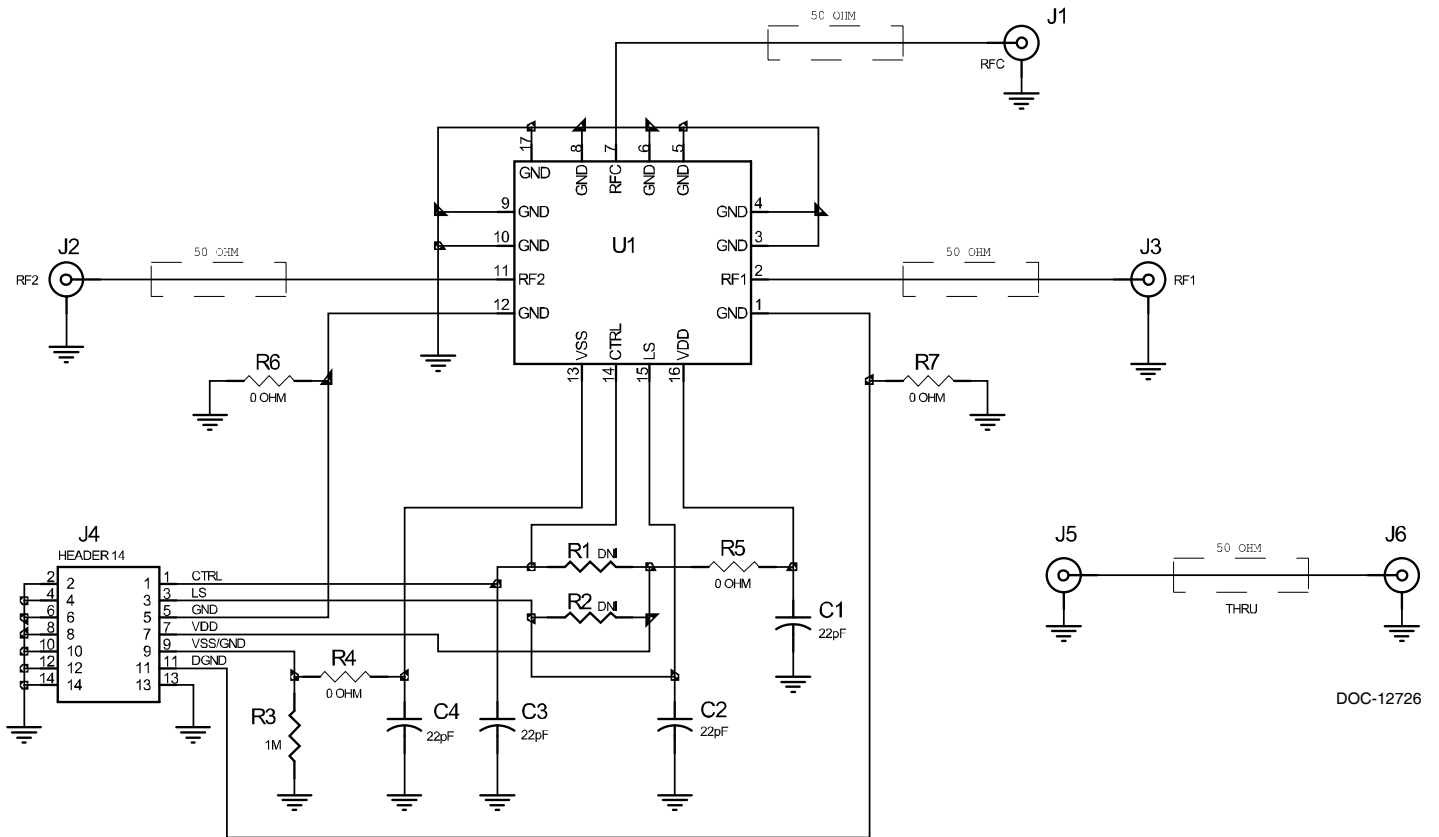 50 OHM
J1
RFC
17
8
7
6
5
GND
GND
RFC
GND
GND
9
GND
GND
4
10
GND
U1
GND
3
J2
50 OHM
50 OHM
J3
RF2
11
RF2
RF1
2
RF1
12
GND
GND
1
VSS
CTRL
LS
VDD
13
14
15
16
R6
0 OHM
R7
0 OHM
J4
HEADER 14
2
2
1
1
CTRL
4
4
3
3
LS
6
6
5
5
GND
8
8
7
7
VDD
10
10
9
9
VSS/GND
12
12
11
11
DGND
14
14
13
13
R1 DNI
R5
0 OHM
R2 DNI
C1
22pF
R4
0 OHM
R3
1M
C4
22pF
C3
22pF
C2
22pF
J5
50 OHM
J6
THRU
DOC-12726